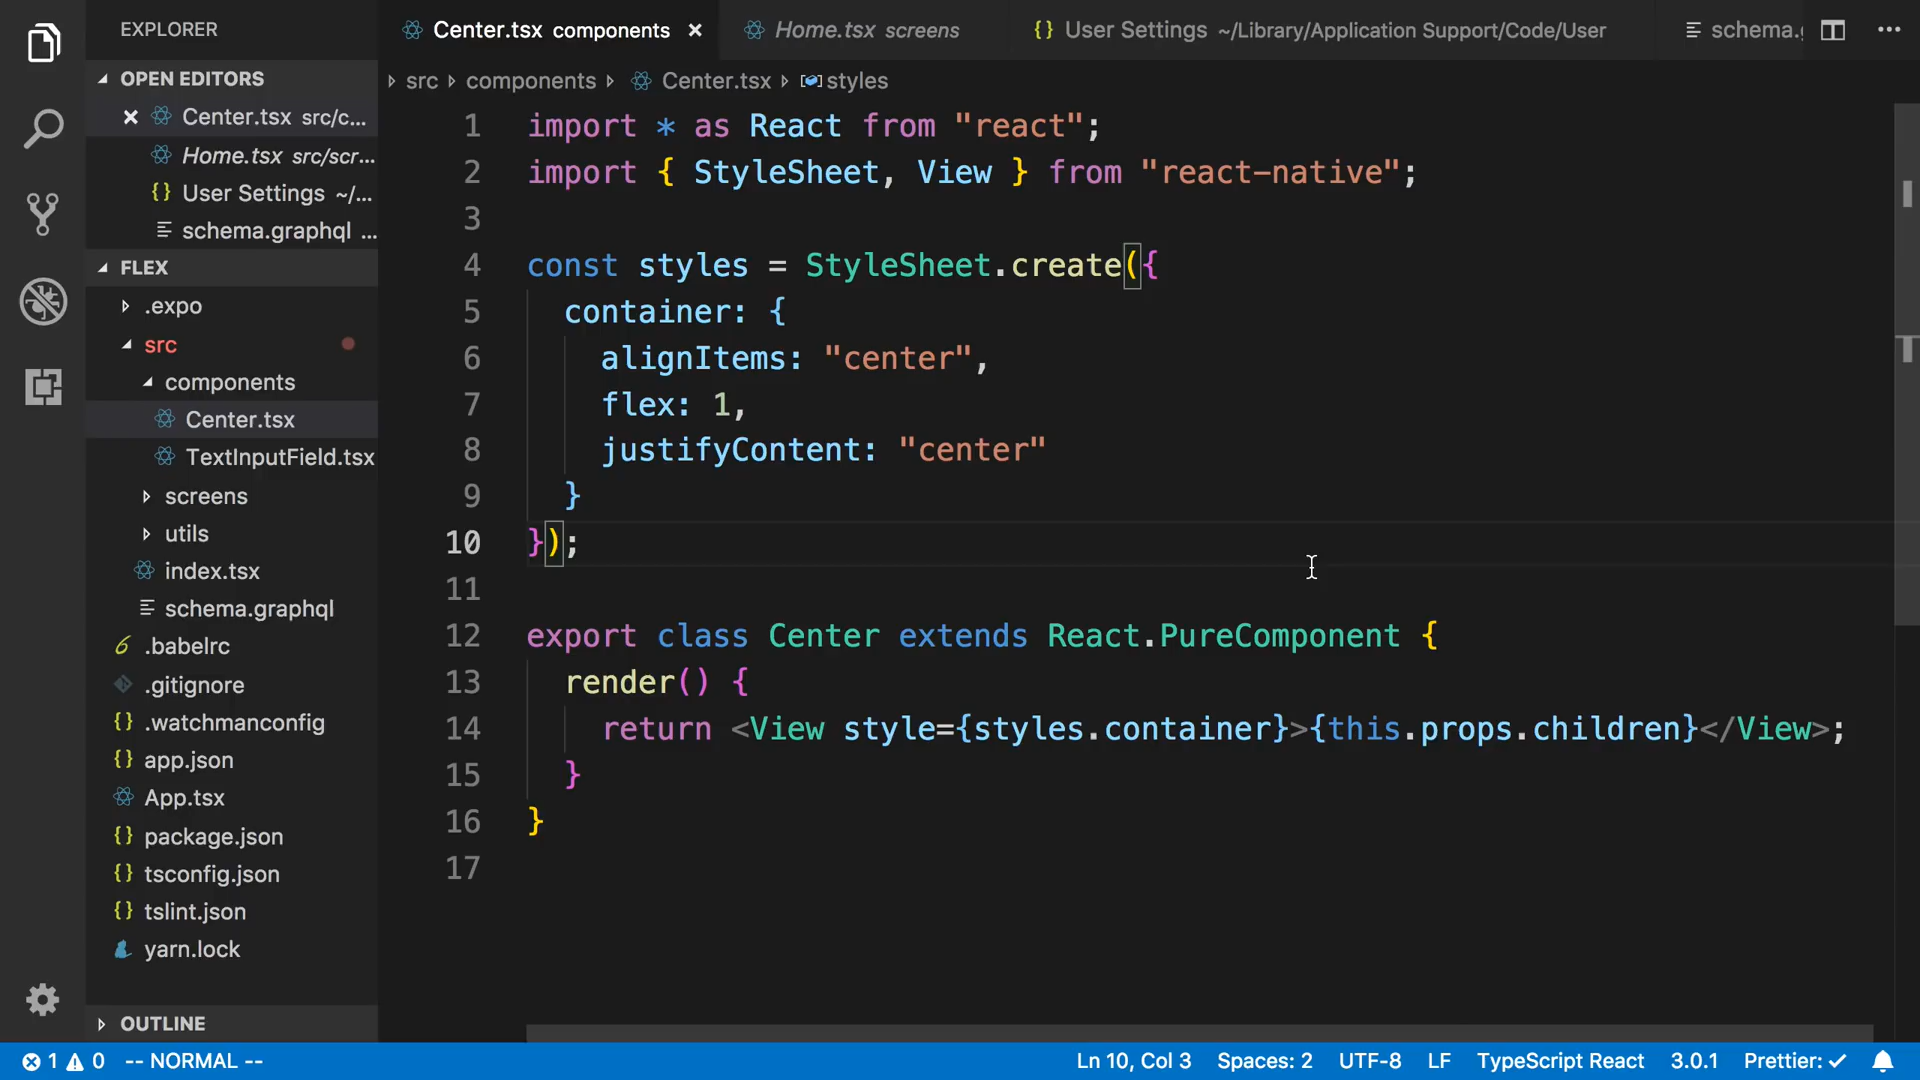 EXPLORER
OPEN EDITORS
Center.tsx src/c...
Home.tsx src/scr...
{} User Settings ~/...
schema.graphql ...
FLEX
.expo
src
components
Center.tsx
TextInputField.tsx
screens
utils
index.tsx
schema.graphql
.babelrc
.gitignore
{} .watchmanconfig
{} app.json
App.tsx
{} package.json
{} tsconfig.json
{} tslint.json
yarn.lock
OUTLINE
Center.tsx components
Home.tsx screens
{} User Settings ~/Library/Application Support/Code/User
schema.g
src components Center.tsx styles
1 import * as React from "react";
2 import { StyleSheet, View } from "react-native";
3
4 const styles = StyleSheet.create({
5 container: {
6 alignItems: "center",
7 flex: 1,
8 justifyContent: "center"
9 }
10 });
11
12 export class Center extends React.PureComponent {
13 render() {
14 return <View style={styles.container}>{this.props.children}</View>;
15 }
16 }
17
1 0 -- NORMAL -- Ln 10, Col 3 Spaces: 2 UTF-8 LF TypeScript React 3.0.1 Prettier: ✓